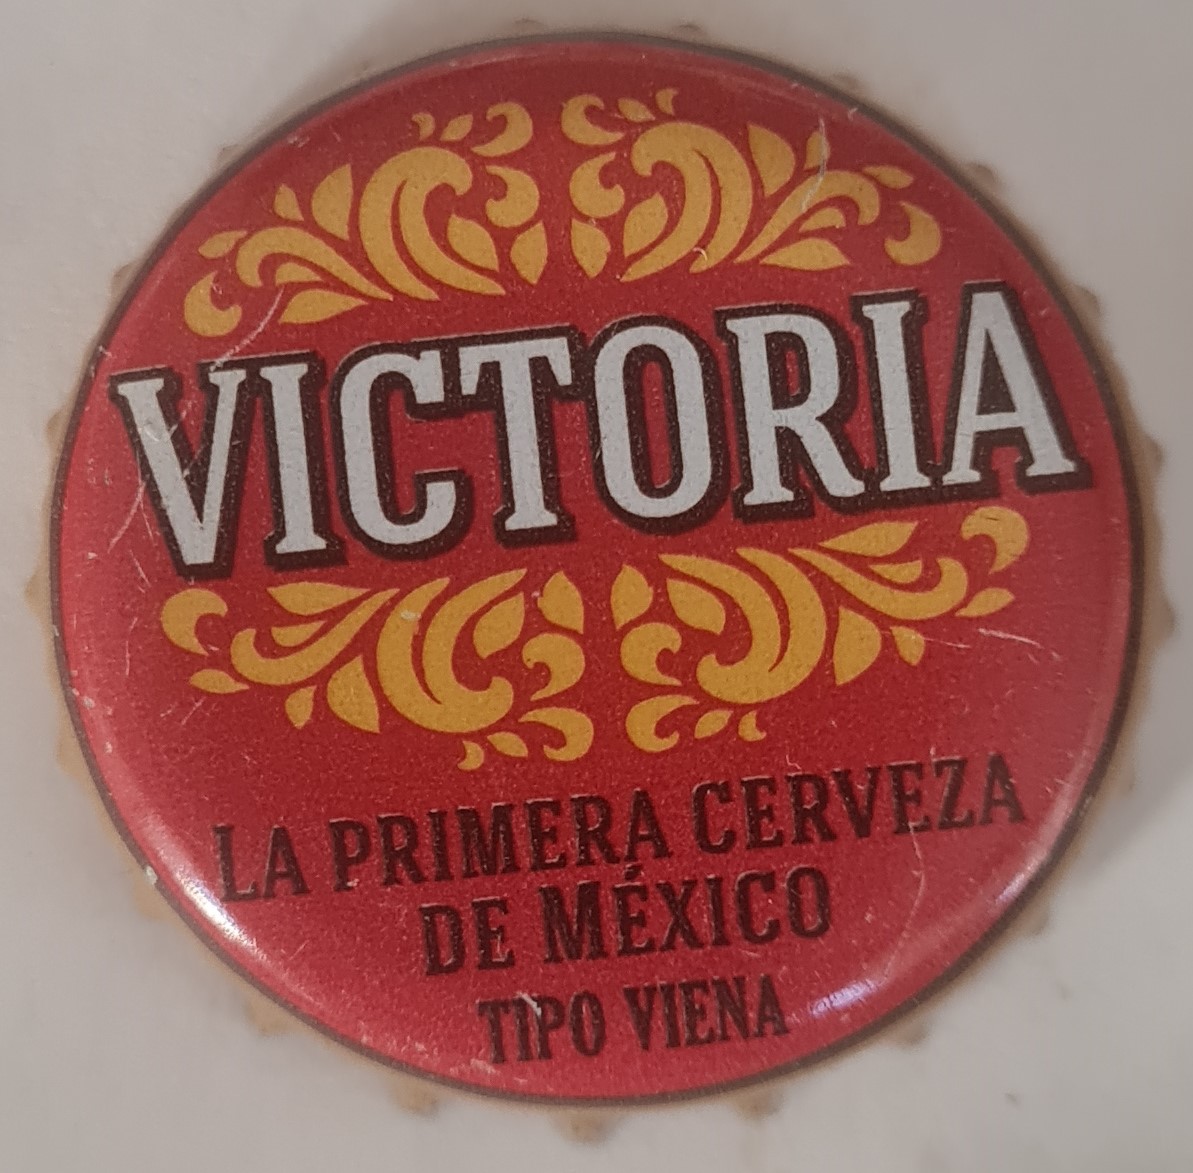 VICTORIA
LA PRIMERA CERVEZA
DE MÉXICO
TIPO VIENA